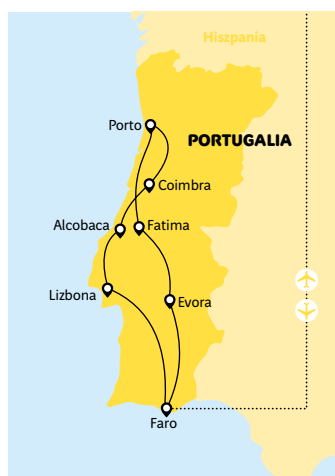 Hiszpania
Porto
PORTUGALIA
Coimbra
Alcobaca
Fatima
Lizbona
Evora
Faro